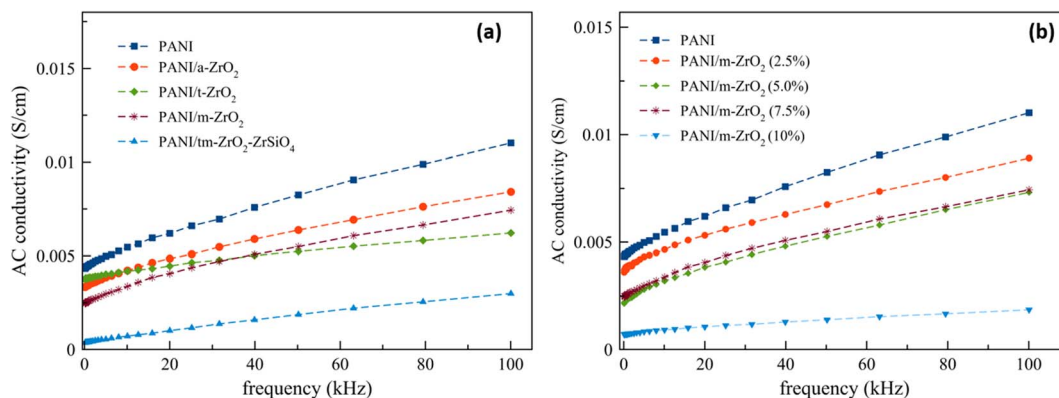 (a)
PANI
PANI/a-ZrO₂
PANI/t-ZrO₂
PANI/m-ZrO₂
PANI/tm-ZrO₂-ZrSiO₄
0.015
0.01
0.005
0
AC conductivity (S/cm)
0 20 40 60 80 100
frequency (kHz)
(b)
PANI
PANI/m-ZrO₂ (2.5%)
PANI/m-ZrO₂ (5.0%)
PANI/m-ZrO₂ (7.5%)
PANI/m-ZrO₂ (10%)
0.015
0.01
0.005
0
AC conductivity (S/cm)
0 20 40 60 80 100
frequency (kHz)